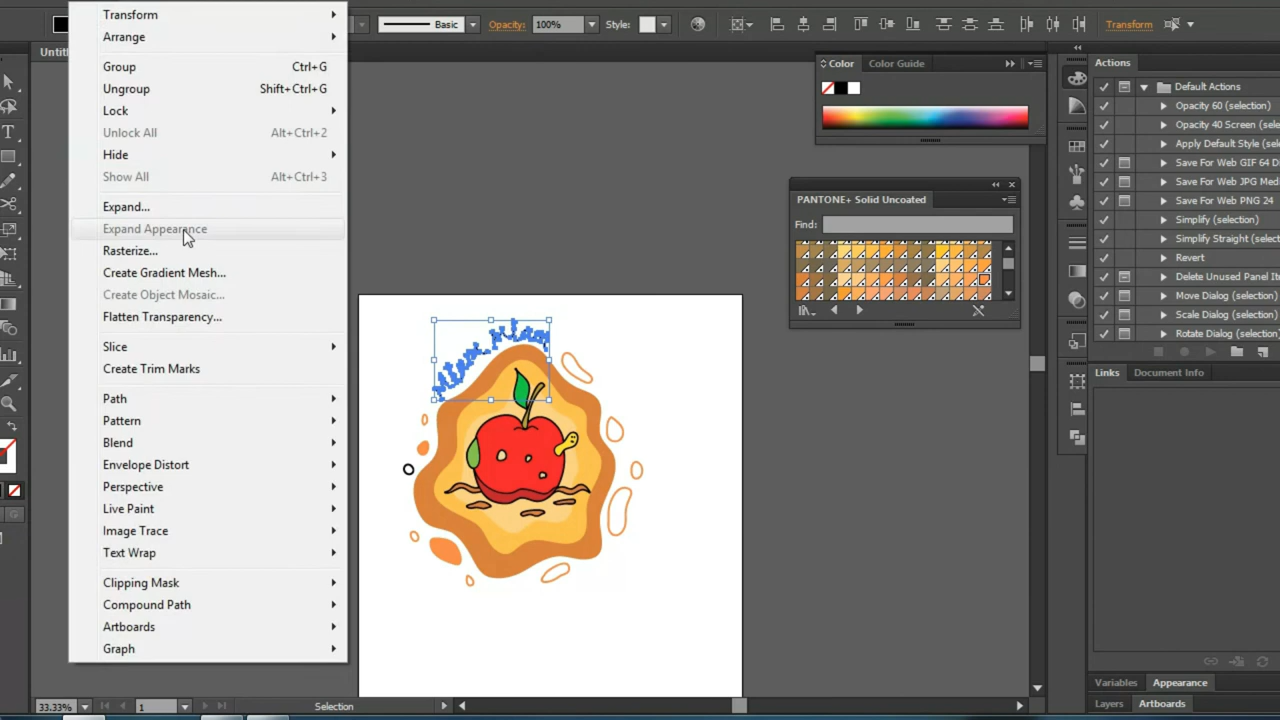 Transform
Arrange
Group Ctrl+G
Ungroup Shift+Ctrl+G
Lock
Unlock All Alt+Ctrl+2
Hide
Show All Alt+Ctrl+3
Expand...
Expand Appearance
Rasterize...
Create Gradient Mesh...
Create Object Mosaic...
Flatten Transparency...
Slice
Create Trim Marks
Path
Pattern
Blend
Envelope Distort
Perspective
Live Paint
Image Trace
Text Wrap
Clipping Mask
Compound Path
Artboards
Graph
Basic Opacity: 100% Style: Transform
Color Color Guide
PANTONE+ Solid Uncoated
Find:
Actions
Default Actions
Opacity 60 (selection)
Opacity 40 Screen (sele
Apply Default Style (sel
Save For Web GIF 64 D
Save For Web JPG Med
Save For Web PNG 24
Simplify (selection)
Simplify Straight (selecti
Revert
Delete Unused Panel Ite
Move Dialog (selection)
Scale Dialog (selection)
Rotate Dialog (selection
Links Document Info
Variables Appearance
Layers Artboards
33.33% 1 Selection